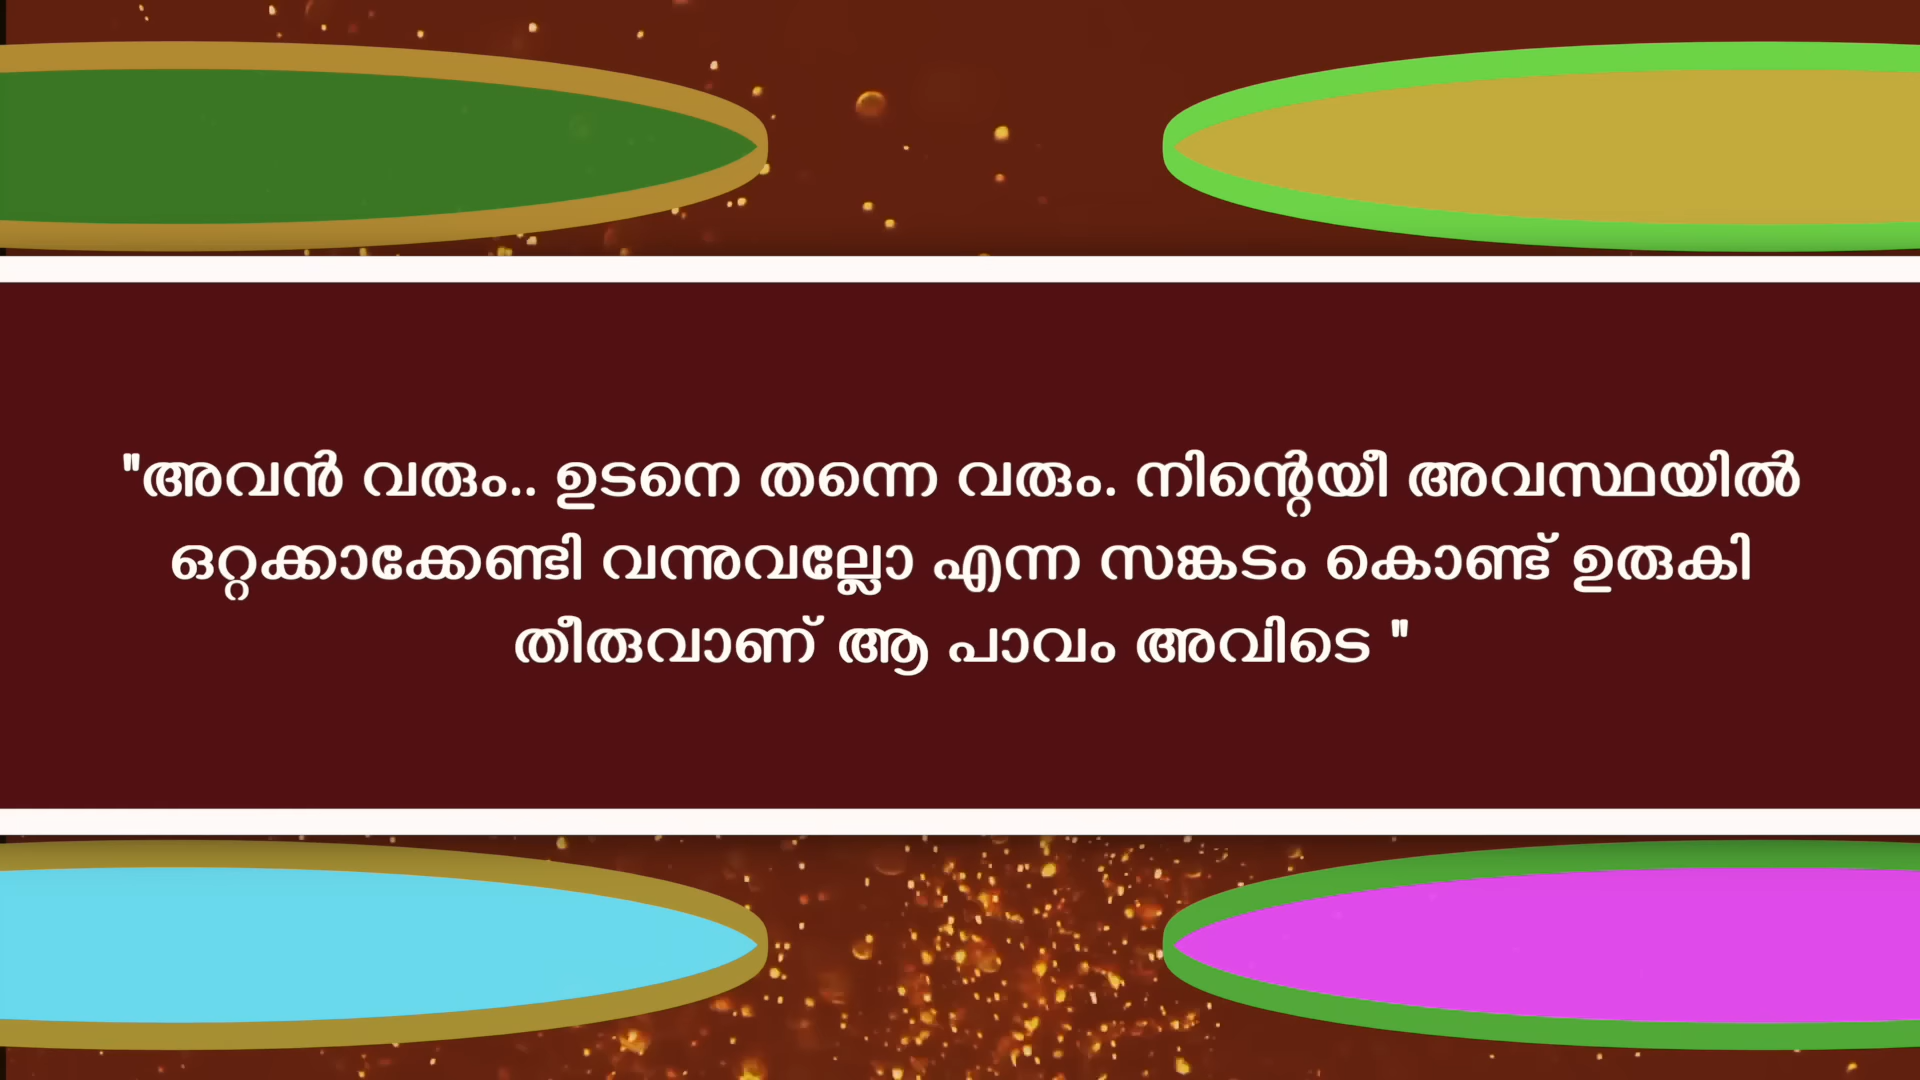 "അവൻ വരും.. ഉടനെ തന്നെ വരും. നിന്റെയീ അവസ്ഥയിൽ
ഒറ്റക്കാക്കേണ്ടി വന്നുവല്ലോ എന്ന സങ്കടം കൊണ്ട് ഉരുകി
തീരുവാണ് ആ പാവം അവിടെ "